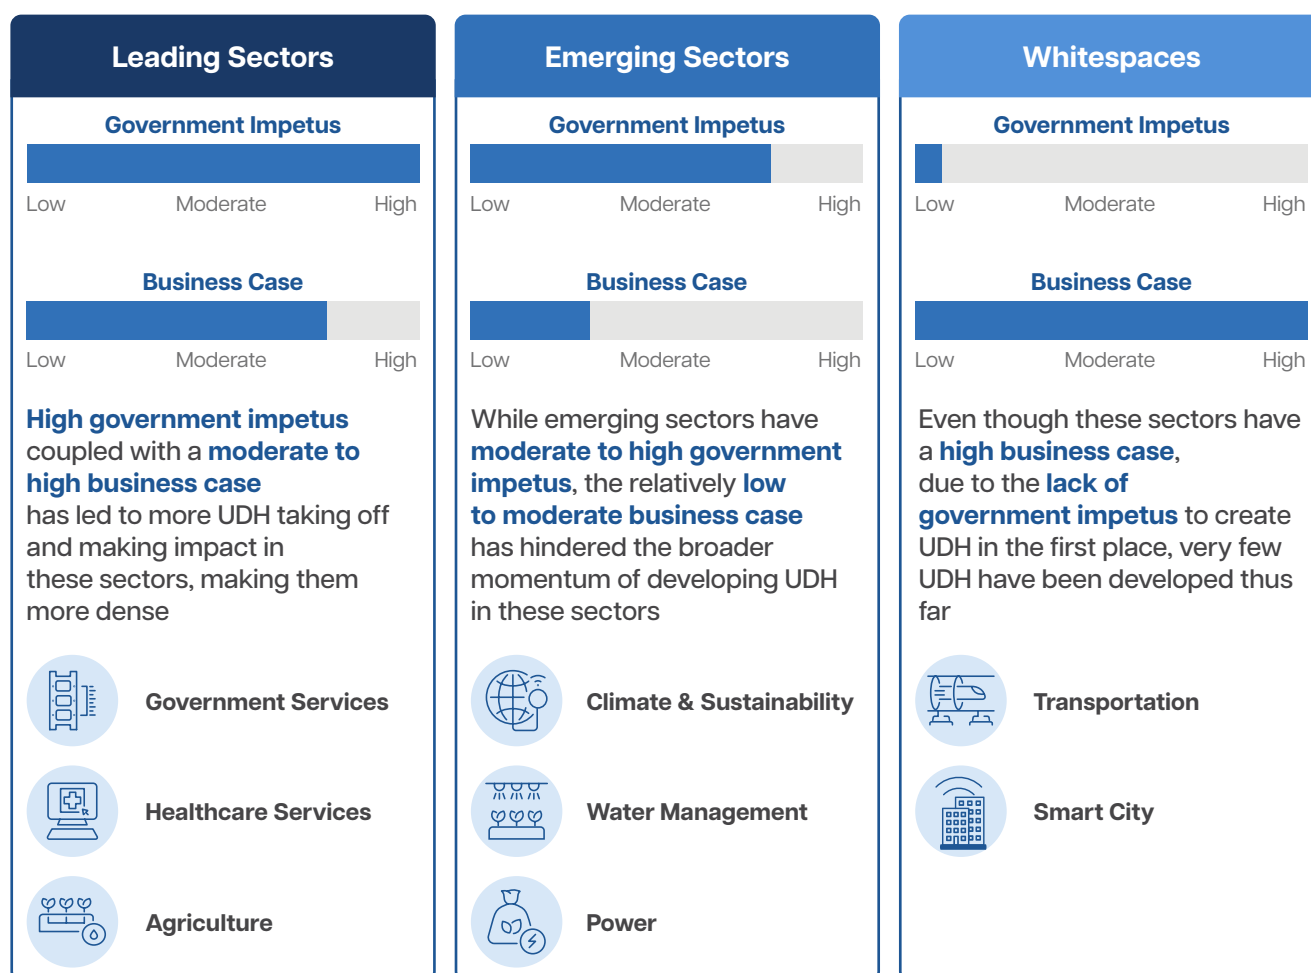 Leading Sectors
Government Impetus
Low Moderate High
Business Case
Low Moderate High
High government impetus
coupled with a moderate to
high business case
has led to more UDH taking off
and making impact in
these sectors, making them
more dense
Government Services
Healthcare Services
Agriculture
Emerging Sectors
Government Impetus
Low Moderate High
Business Case
Low Moderate High
While emerging sectors have
moderate to high government
impetus, the relatively low
to moderate business case
has hindered the broader
momentum of developing UDH
in these sectors
Climate & Sustainability
Water Management
Power
Whitespaces
Government Impetus
Low Moderate High
Business Case
Low Moderate High
Even though these sectors have
a high business case,
due to the lack of
government impetus to create
UDH in the first place, very few
UDH have been developed thus
far
Transportation
Smart City